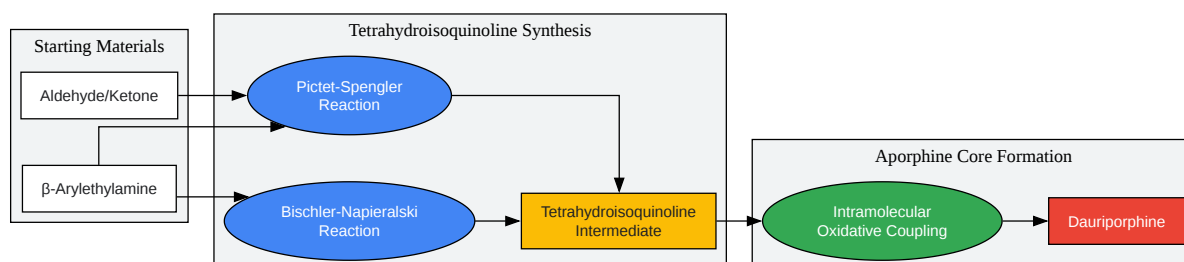 Starting Materials
Aldehyde/Ketone
β-Arylethylamine
Tetrahydroisoquinoline Synthesis
Pictet-Spengler
Reaction
Bischler-Napieralski
Reaction
Tetrahydroisoquinoline
Intermediate
Aporphine Core Formation
Intramolecular
Oxidative Coupling
Dauriporphine